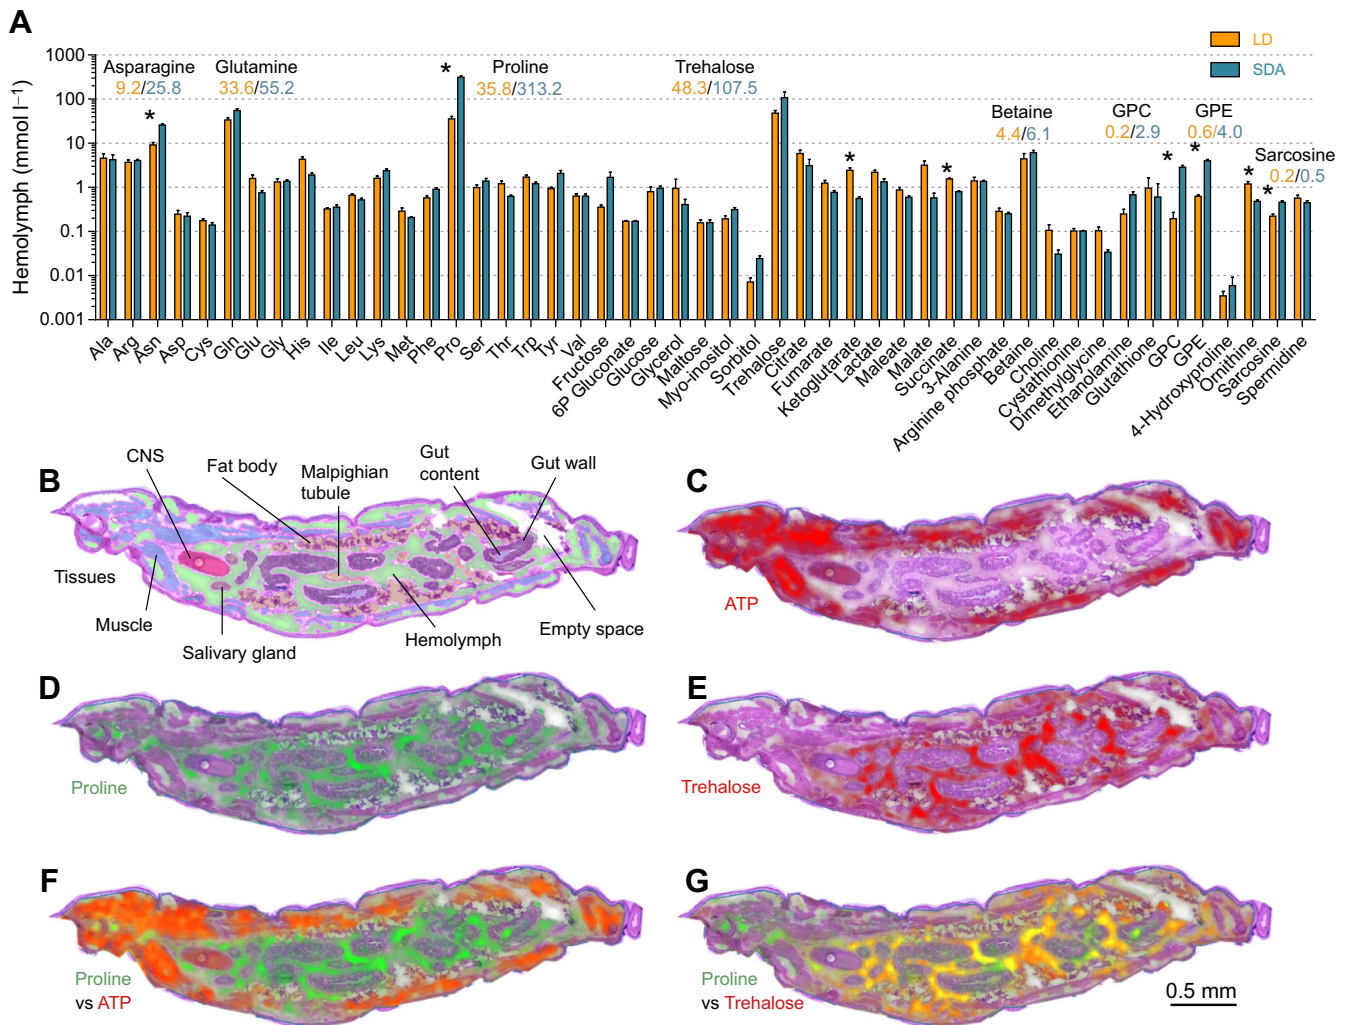 A
LD
SDA
Hemolymph (mmol l⁻¹)
1000
100
10
1
0.1
0.01
0.001
Asparagine
9.2/25.8
Glutamine
33.6/55.2
Proline
35.8/313.2
Trehalose
48.3/107.5
Betaine
4.4/6.1
GPC
0.2/2.9
GPE
0.6/4.0
Sarcosine
0.2/0.5
*
*
*
*
*
*
*
*
Ala
Arg
Asn
Asp
Cys
Gln
Glu
Gly
His
Ile
Leu
Lys
Met
Phe
Pro
Ser
Thr
Trp
Tyr
Val
Fructose
6P Gluconate
Glucose
Glycerol
Maltose
Myo-inositol
Sorbitol
Trehalose
Citrate
Fumarate
Ketoglutarate
Lactate
Maleate
Malate
Succinate
3-Alanine
Arginine phosphate
Betaine
Choline
Cystathionine
Dimethylglycine
Ethanolamine
Glutathione
GPC
GPE
4-Hydroxyproline
Ornithine
Sarcosine
Spermidine
B
CNS
Fat body
Malpighian
tubule
Gut
content
Gut wall
Tissues
Muscle
Salivary gland
Hemolymph
Empty space
C
ATP
D
Proline
E
Trehalose
F
Proline
vs ATP
G
Proline
vs Trehalose
0.5 mm